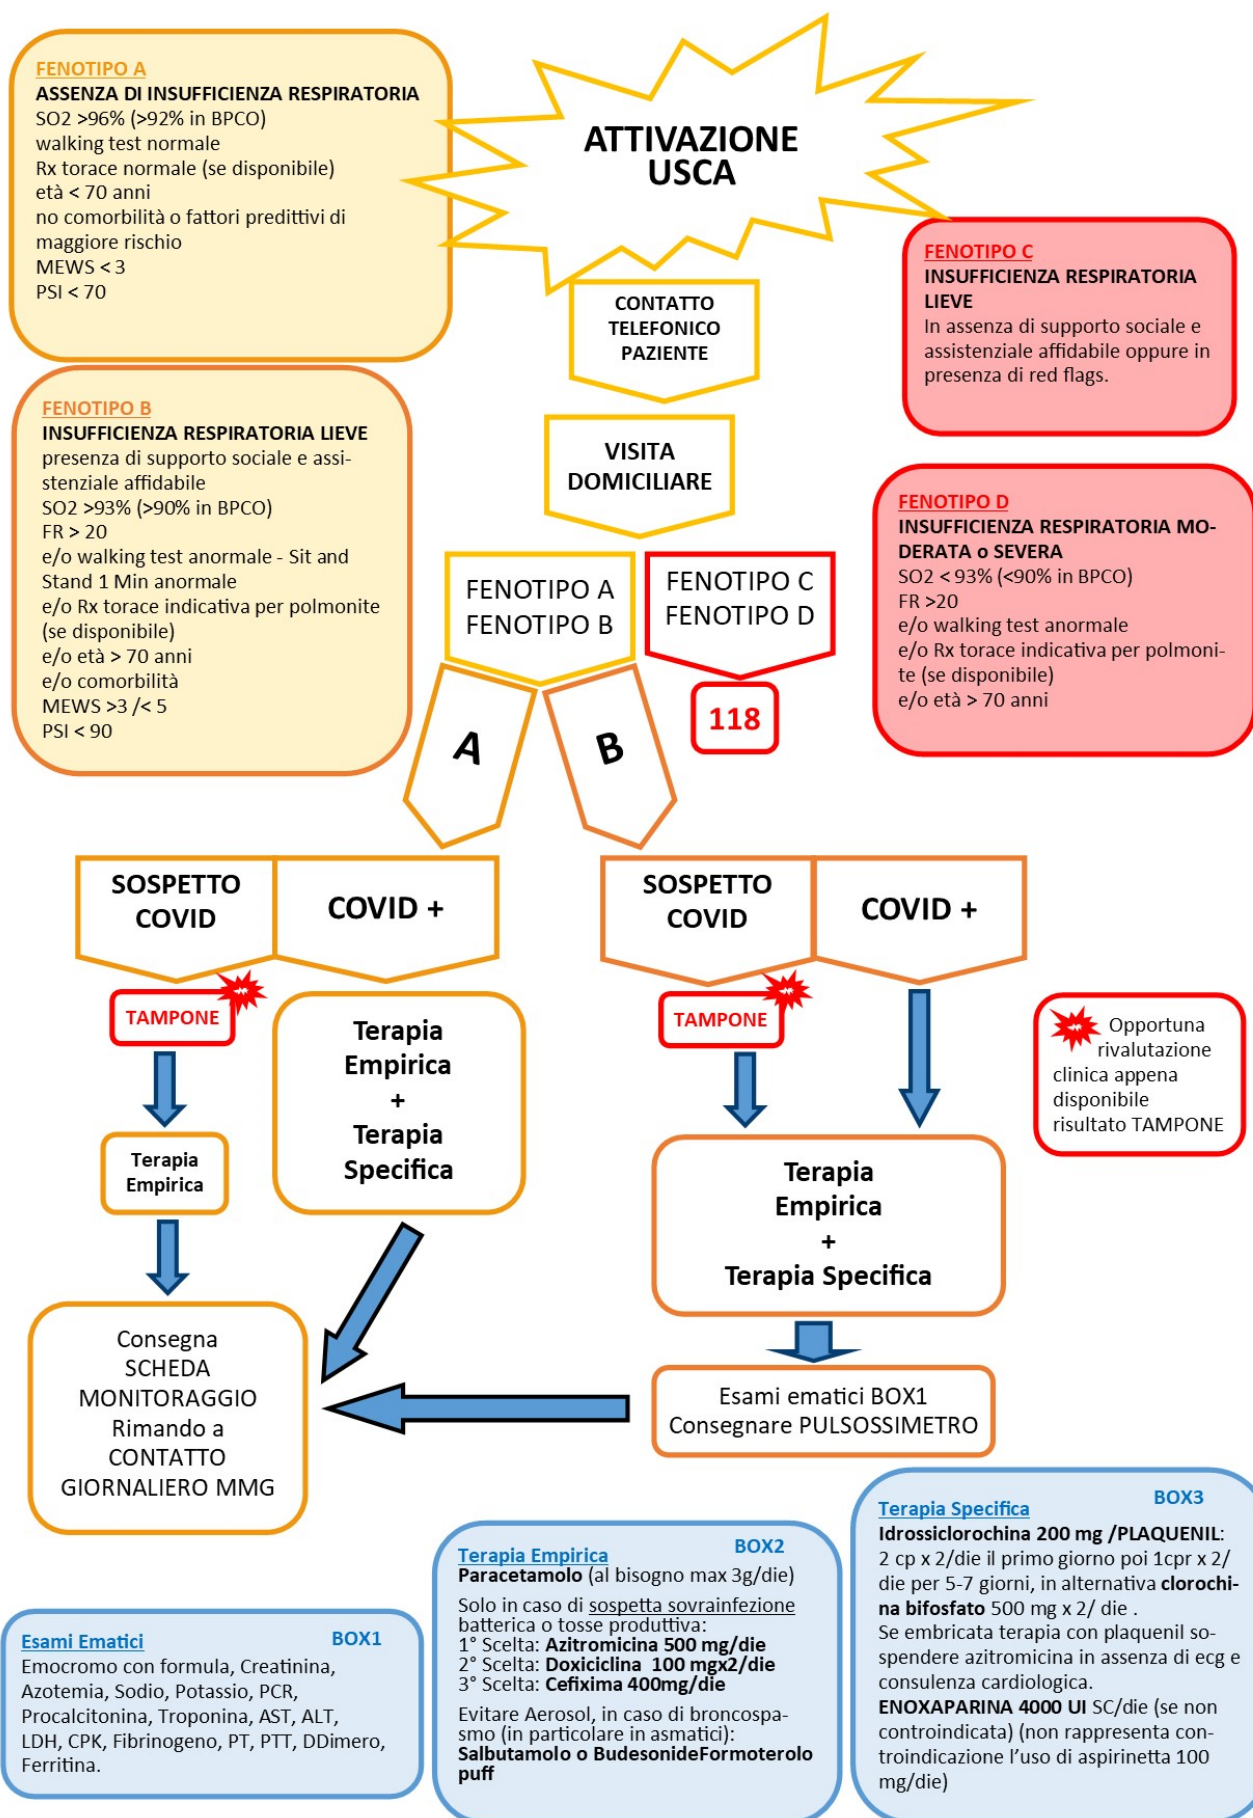 FENOTIPO A
ASSENZA DI INSUFFICIENZA RESPIRATORIA
SO2 >96% (>92% in BPCO)
walking test normale
Rx torace normale (se disponibile)
età < 70 anni
no comorbilità o fattori predittivi di
maggiore rischio
MEWS < 3
PSI < 70
ATTIVAZIONE
USCA
FENOTIPO C
INSUFFICIENZA RESPIRATORIA
LIEVE
In assenza di supporto sociale e
assistenziale affidabile oppure in
presenza di red flags.
CONTATTO
TELEFONICO
PAZIENTE
FENOTIPO B
INSUFFICIENZA RESPIRATORIA LIEVE
presenza di supporto sociale e assi-
stenziale affidabile
SO2 >93% (>90% in BPCO)
FR > 20
e/o walking test anormale - Sit and
Stand 1 Min anormale
e/o Rx torace indicativa per polmonite
(se disponibile)
e/o età > 70 anni
e/o comorbilità
MEWS >3 /< 5
PSI < 90
VISITA
DOMICILIARE
FENOTIPO D
INSUFFICIENZA RESPIRATORIA MO-
DERATA o SEVERA
SO2 < 93% (<90% in BPCO)
FR >20
e/o walking test anormale
e/o Rx torace indicativa per polmoni-
te (se disponibile)
e/o età > 70 anni
FENOTIPO A
FENOTIPO B
FENOTIPO C
FENOTIPO D
118
A
B
SOSPETTO
COVID
COVID +
SOSPETTO
COVID
COVID +
TAMPONE
Terapia
Empirica
+
Terapia
Specifica
TAMPONE
Opportuna
rivalutazione
clinica appena
disponibile
risultato TAMPONE
Terapia
Empirica
Terapia
Empirica
+
Terapia Specifica
Consegna
SCHEDA
MONITORAGGIO
Rimando a
CONTATTO
GIORNALIERO MMG
Esami ematici BOX1
Consegnare PULSOSSIMETRO
Esami Ematici BOX1
Emocromo con formula, Creatinina,
Azotemia, Sodio, Potassio, PCR,
Procalcitonina, Troponina, AST, ALT,
LDH, CPK, Fibrinogeno, PT, PTT, DDimero,
Ferritina.
BOX2
Terapia Empirica
Paracetamolo (al bisogno max 3g/die)
Solo in caso di sospetta sovrainfezione
batterica o tosse produttiva:
1° Scelta: Azitromicina 500 mg/die
2° Scelta: Doxiciclina 100 mgx2/die
3° Scelta: Cefixima 400mg/die
Evitare Aerosol, in caso di broncospa-
smo (in particolare in asmatici):
Salbutamolo o BudesonideFormoterolo
puff
BOX3
Terapia Specifica
Idrossiclorochina 200 mg /PLAQUENIL:
2 cp x 2/die il primo giorno poi 1cpr x 2/
die per 5-7 giorni, in alternativa clorochi-
na bifosfato 500 mg x 2/ die .
Se embricata terapia con plaquenil so-
spendere azitromicina in assenza di ecg e
consulenza cardiologica.
ENOXAPARINA 4000 UI SC/die (se non
controindicata) (non rappresenta con-
troindicazione l'uso di aspirinetta 100
mg/die)